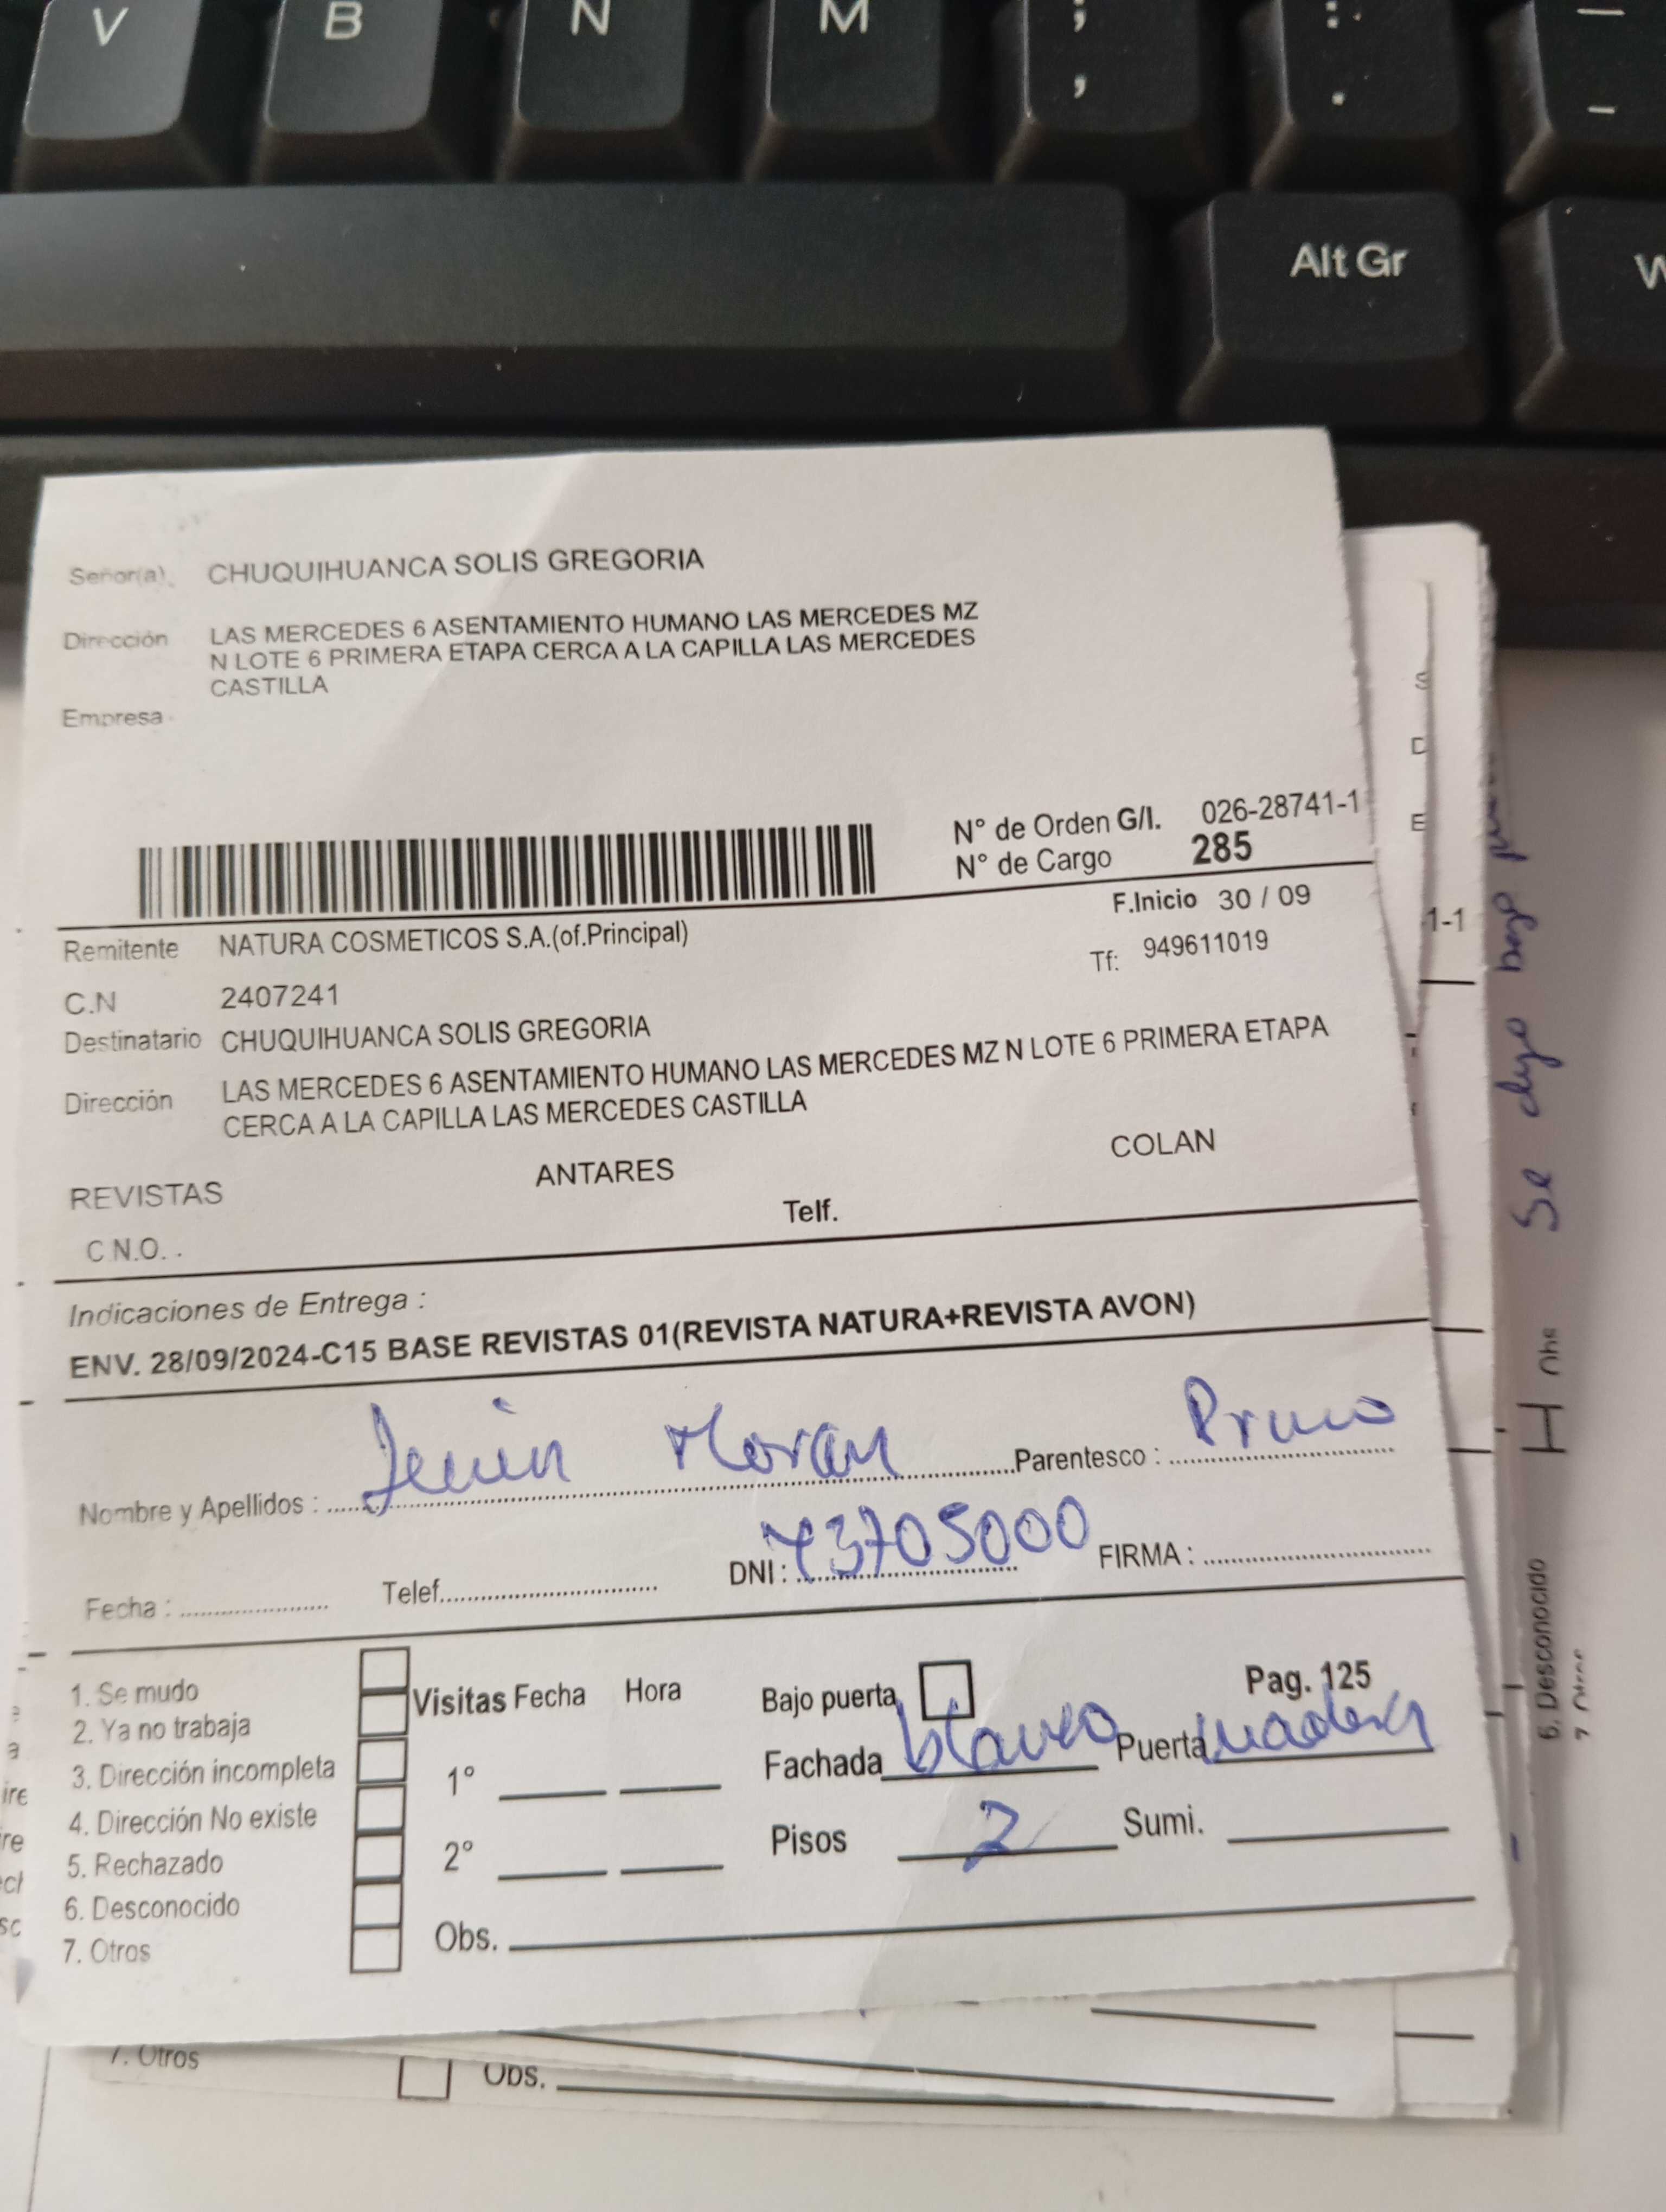 V B N M ; , : . _ -
Alt Gr
Señor(a). CHUQUIHUANCA SOLIS GREGORIA
Dirección LAS MERCEDES 6 ASENTAMIENTO HUMANO LAS MERCEDES MZ
N LOTE 6 PRIMERA ETAPA CERCA A LA CAPILLA LAS MERCEDES
CASTILLA
Empresa
N° de Orden G/I. 026-28741-1
N° de Cargo 285
F.Inicio 30 / 09
Remitente NATURA COSMETICOS S.A.(of.Principal)
Tf: 949611019
C.N 2407241
Destinatario CHUQUIHUANCA SOLIS GREGORIA
Dirección LAS MERCEDES 6 ASENTAMIENTO HUMANO LAS MERCEDES MZ N LOTE 6 PRIMERA ETAPA
CERCA A LA CAPILLA LAS MERCEDES CASTILLA
REVISTAS ANTARES COLAN
C.N.O. . Telf.
Indicaciones de Entrega :
ENV. 28/09/2024-C15 BASE REVISTAS 01(REVISTA NATURA+REVISTA AVON)
Nombre y Apellidos : Moran Parentesco : Primo
Fecha : Telef. DNI: 73705000 FIRMA :
1. Se mudo
2. Ya no trabaja
3. Dirección incompleta
4. Dirección No existe
5. Rechazado
6. Desconocido
7. Otros
Visitas Fecha Hora
1°
2°
Obs.
Bajo puerta Pag. 125
Fachada blanco Puerta madera
Pisos 2 Sumi.
7. Otros Obs.
1-1
Se dejo bajo
6. Desconocido